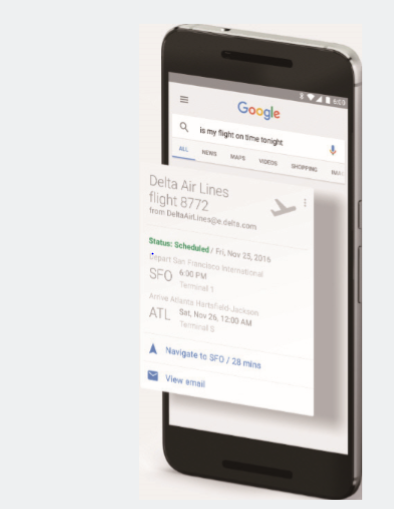 6:03
Google
is my flight on time tonight
ALL NEWS MAPS VIDEOS SHOPPING
Delta Air Lines
flight 8772
from DeltaAirLines@e.delta.com
Status: Scheduled / Fri, Nov 25, 2016
Depart San Francisco International
SFO 6:30 PM
Terminal 1
Arrive Atlanta Hartsfield-Jackson
ATL Sat, Nov 26, 12:00 AM
Terminal S
Navigate to SFO / 28 mins
View email